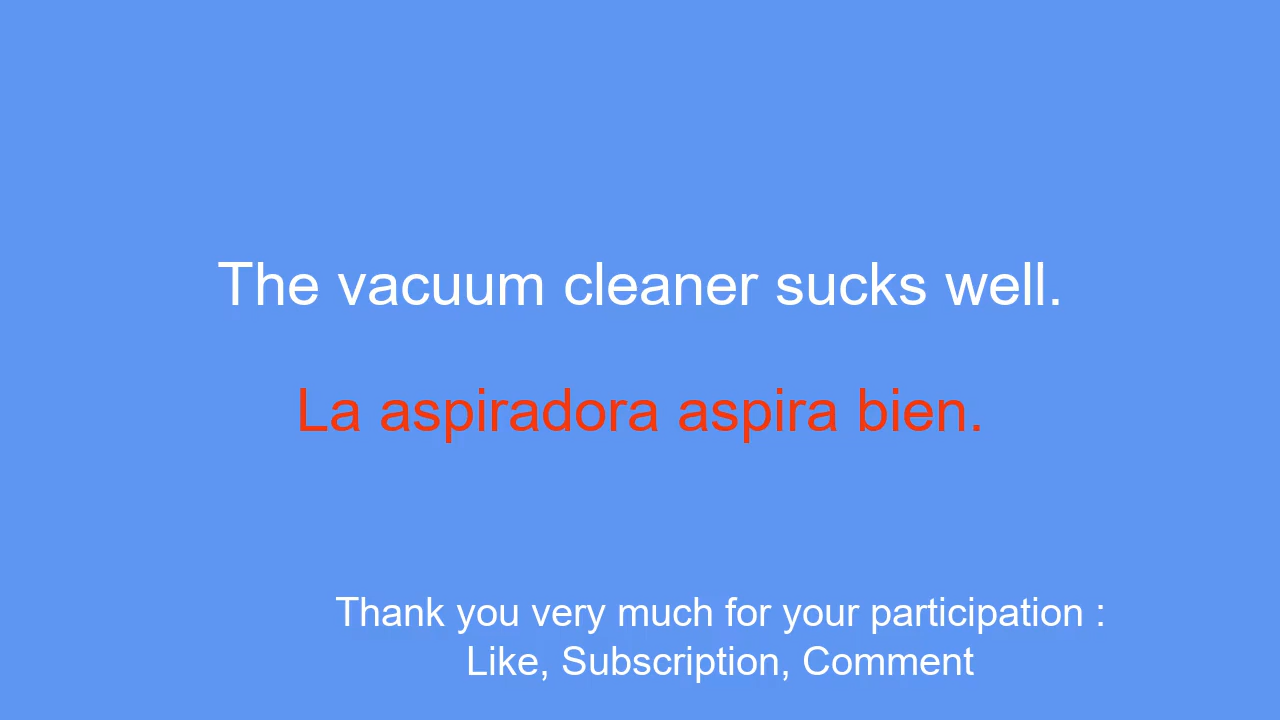 The vacuum cleaner sucks well.
La aspiradora aspira bien.
Thank you very much for your participation :
Like, Subscription, Comment